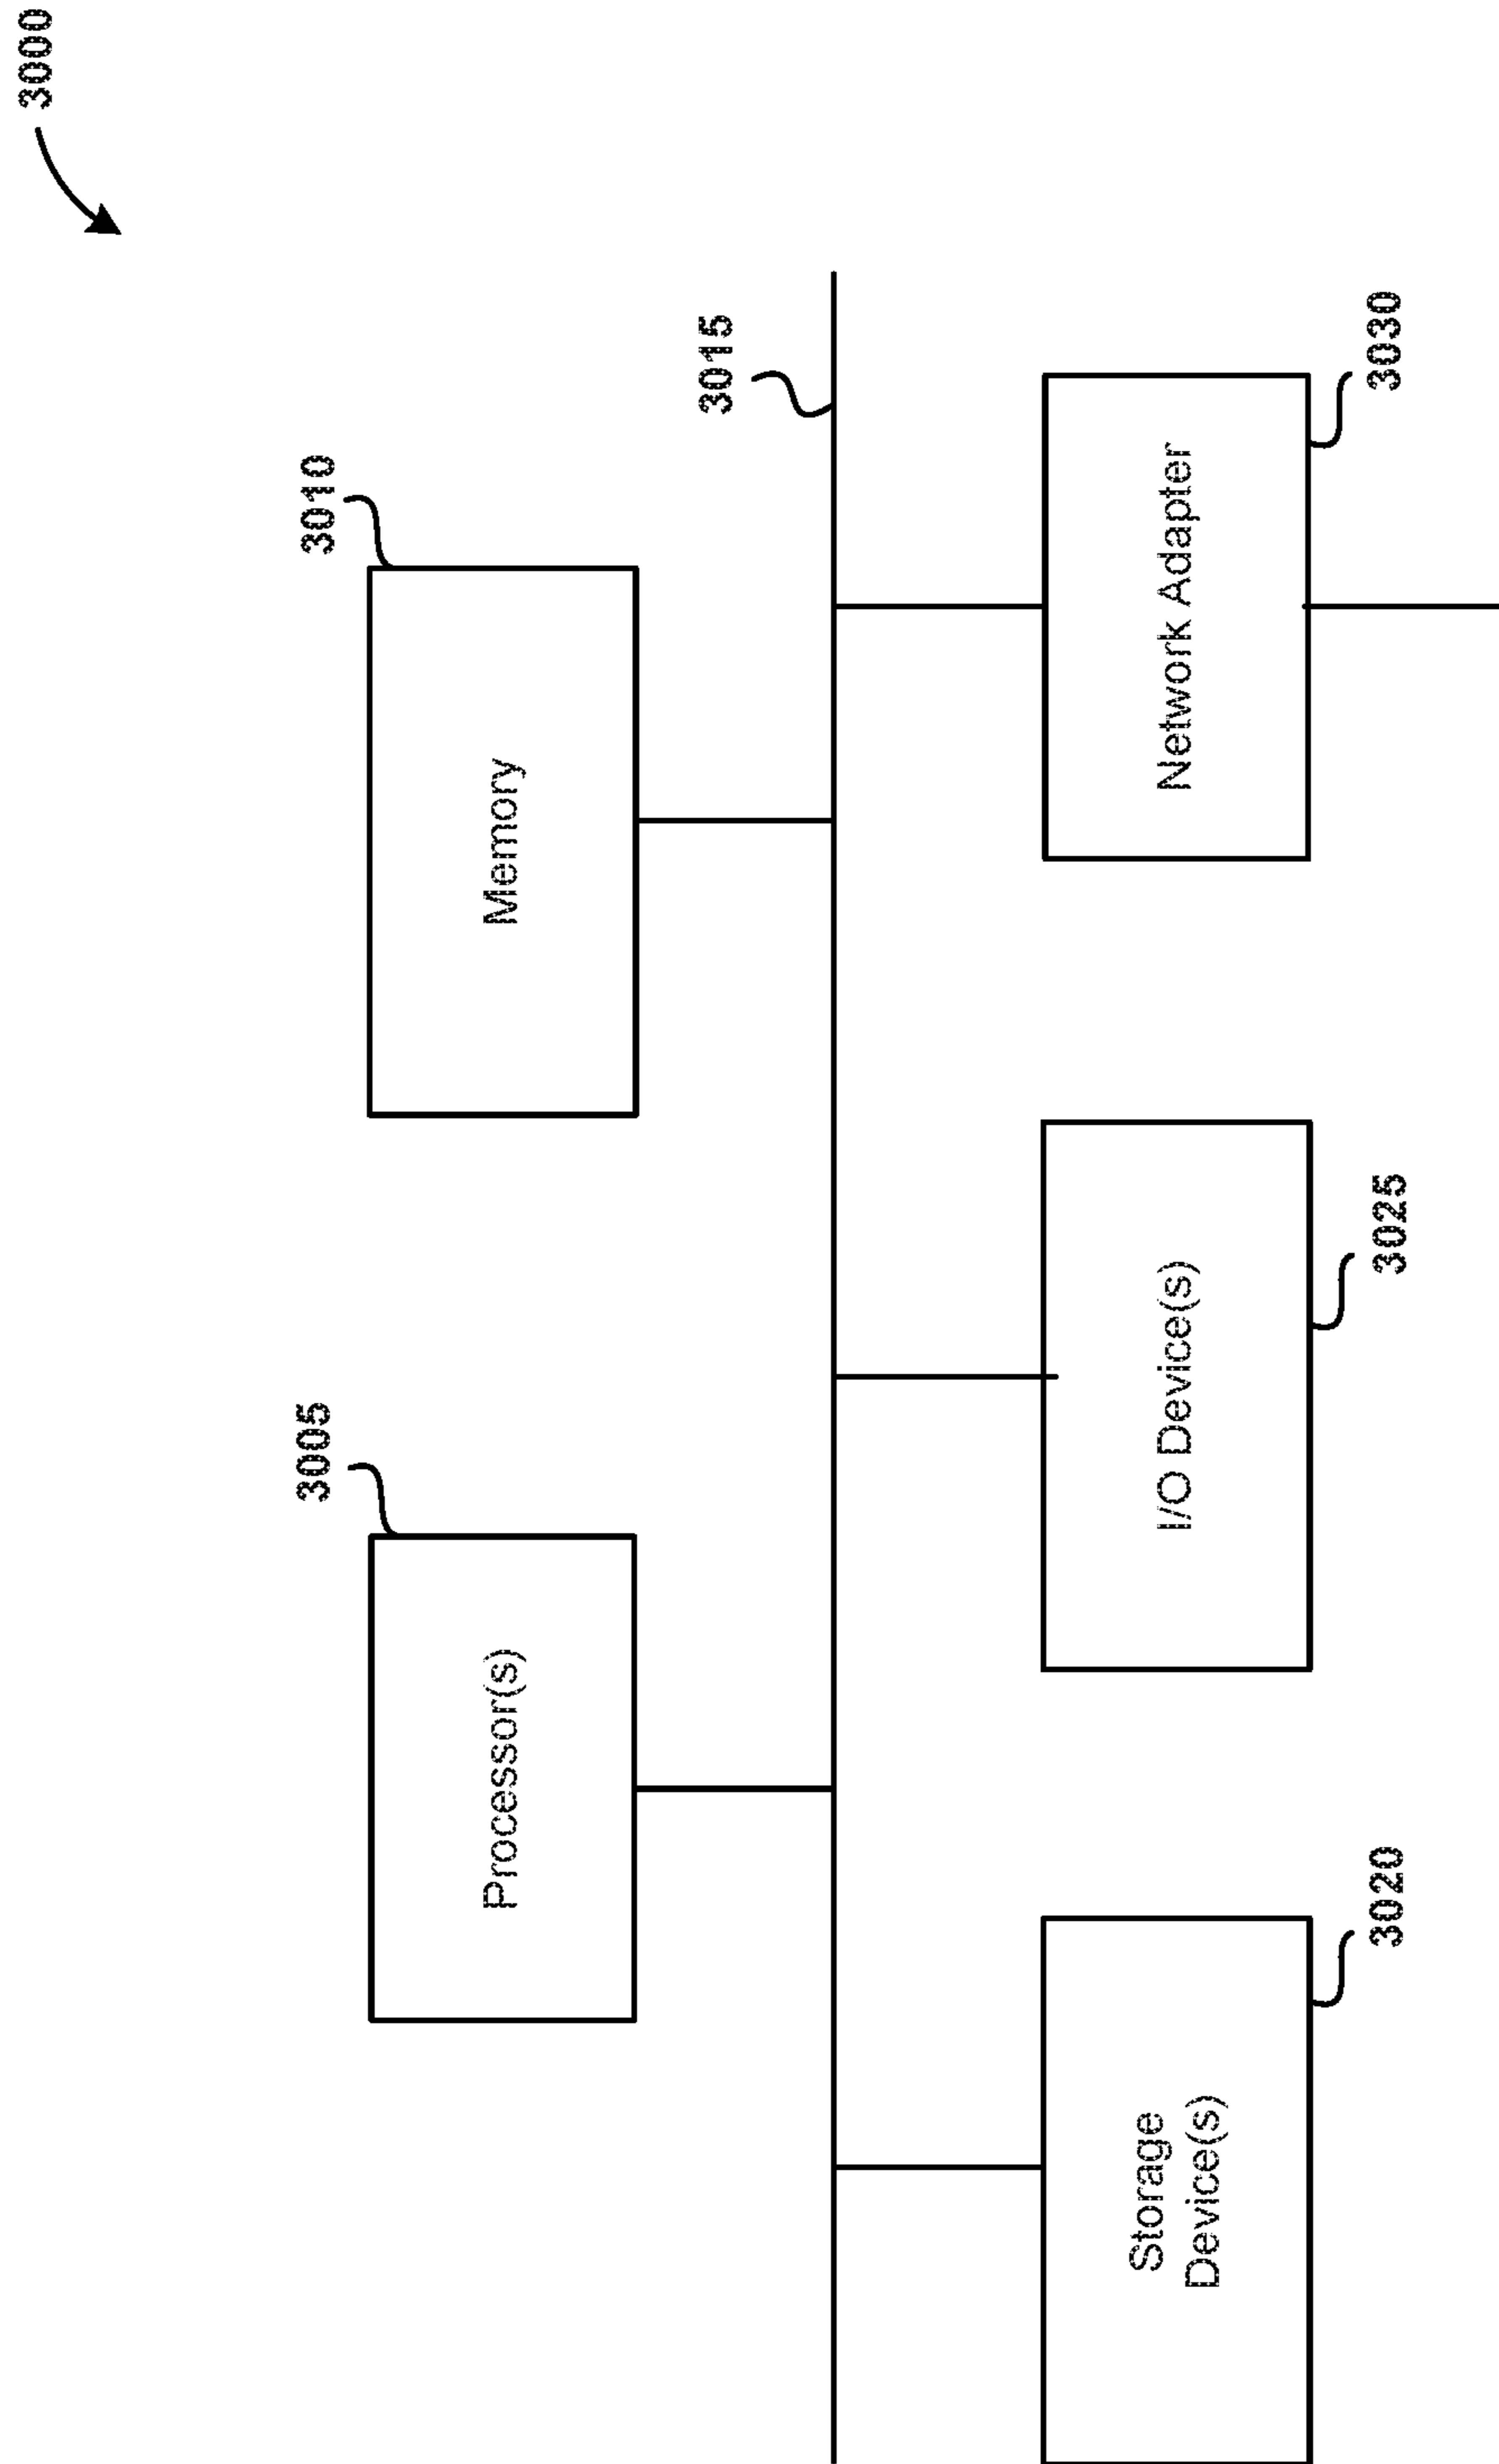 3000
3005
Processor(s)
3010
Memory
3015
Storage
Device(s)
3020
I/O Device(s)
3025
Network Adapter
3030